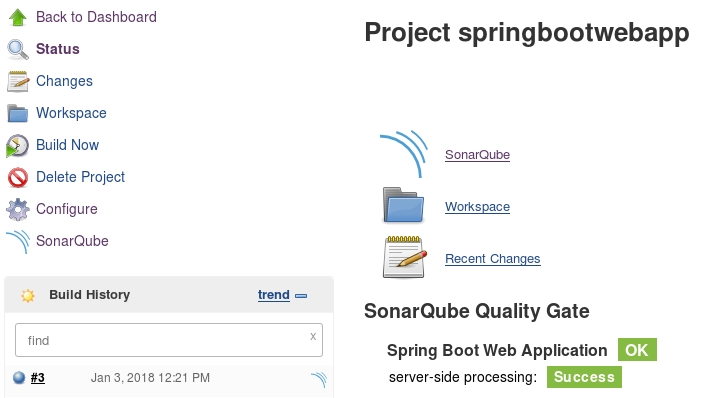 Back to Dashboard
Status
Changes
Workspace
Build Now
Delete Project
Configure
SonarQube
Build History
trend
find
x
#3
Jan 3, 2018 12:21 PM
Project springbootwebapp
SonarQube
Workspace
Recent Changes
SonarQube Quality Gate
Spring Boot Web Application OK
server-side processing: Success